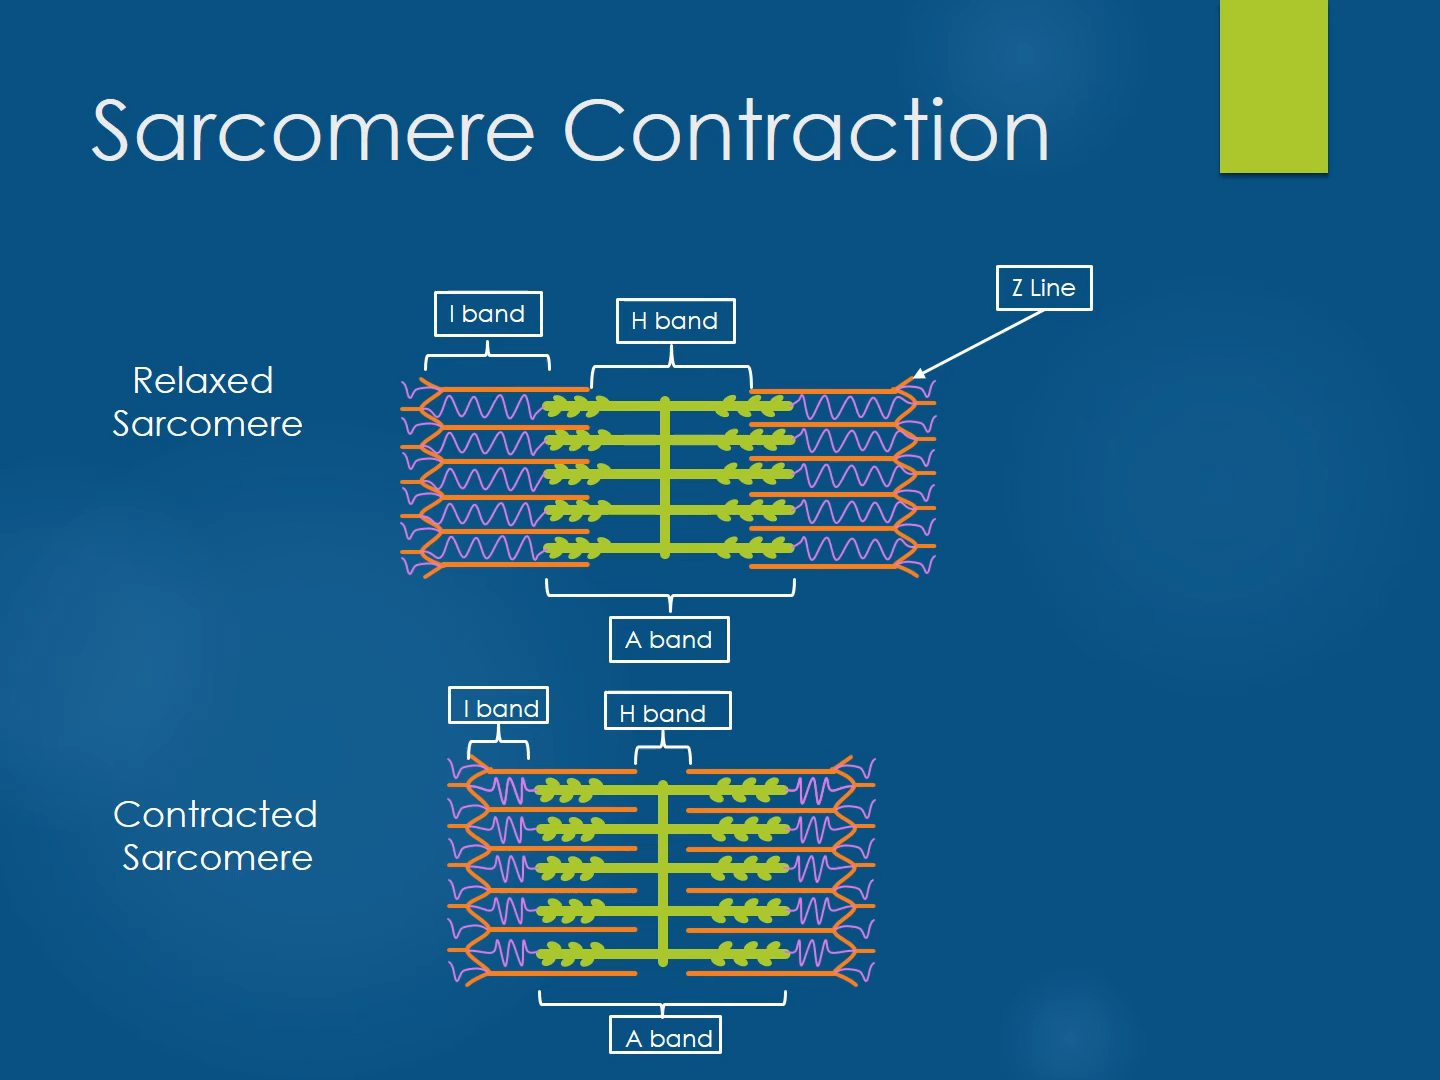 Sarcomere Contraction
Z Line
I band
H band
Relaxed
Sarcomere
A band
I band
H band
Contracted
Sarcomere
A band